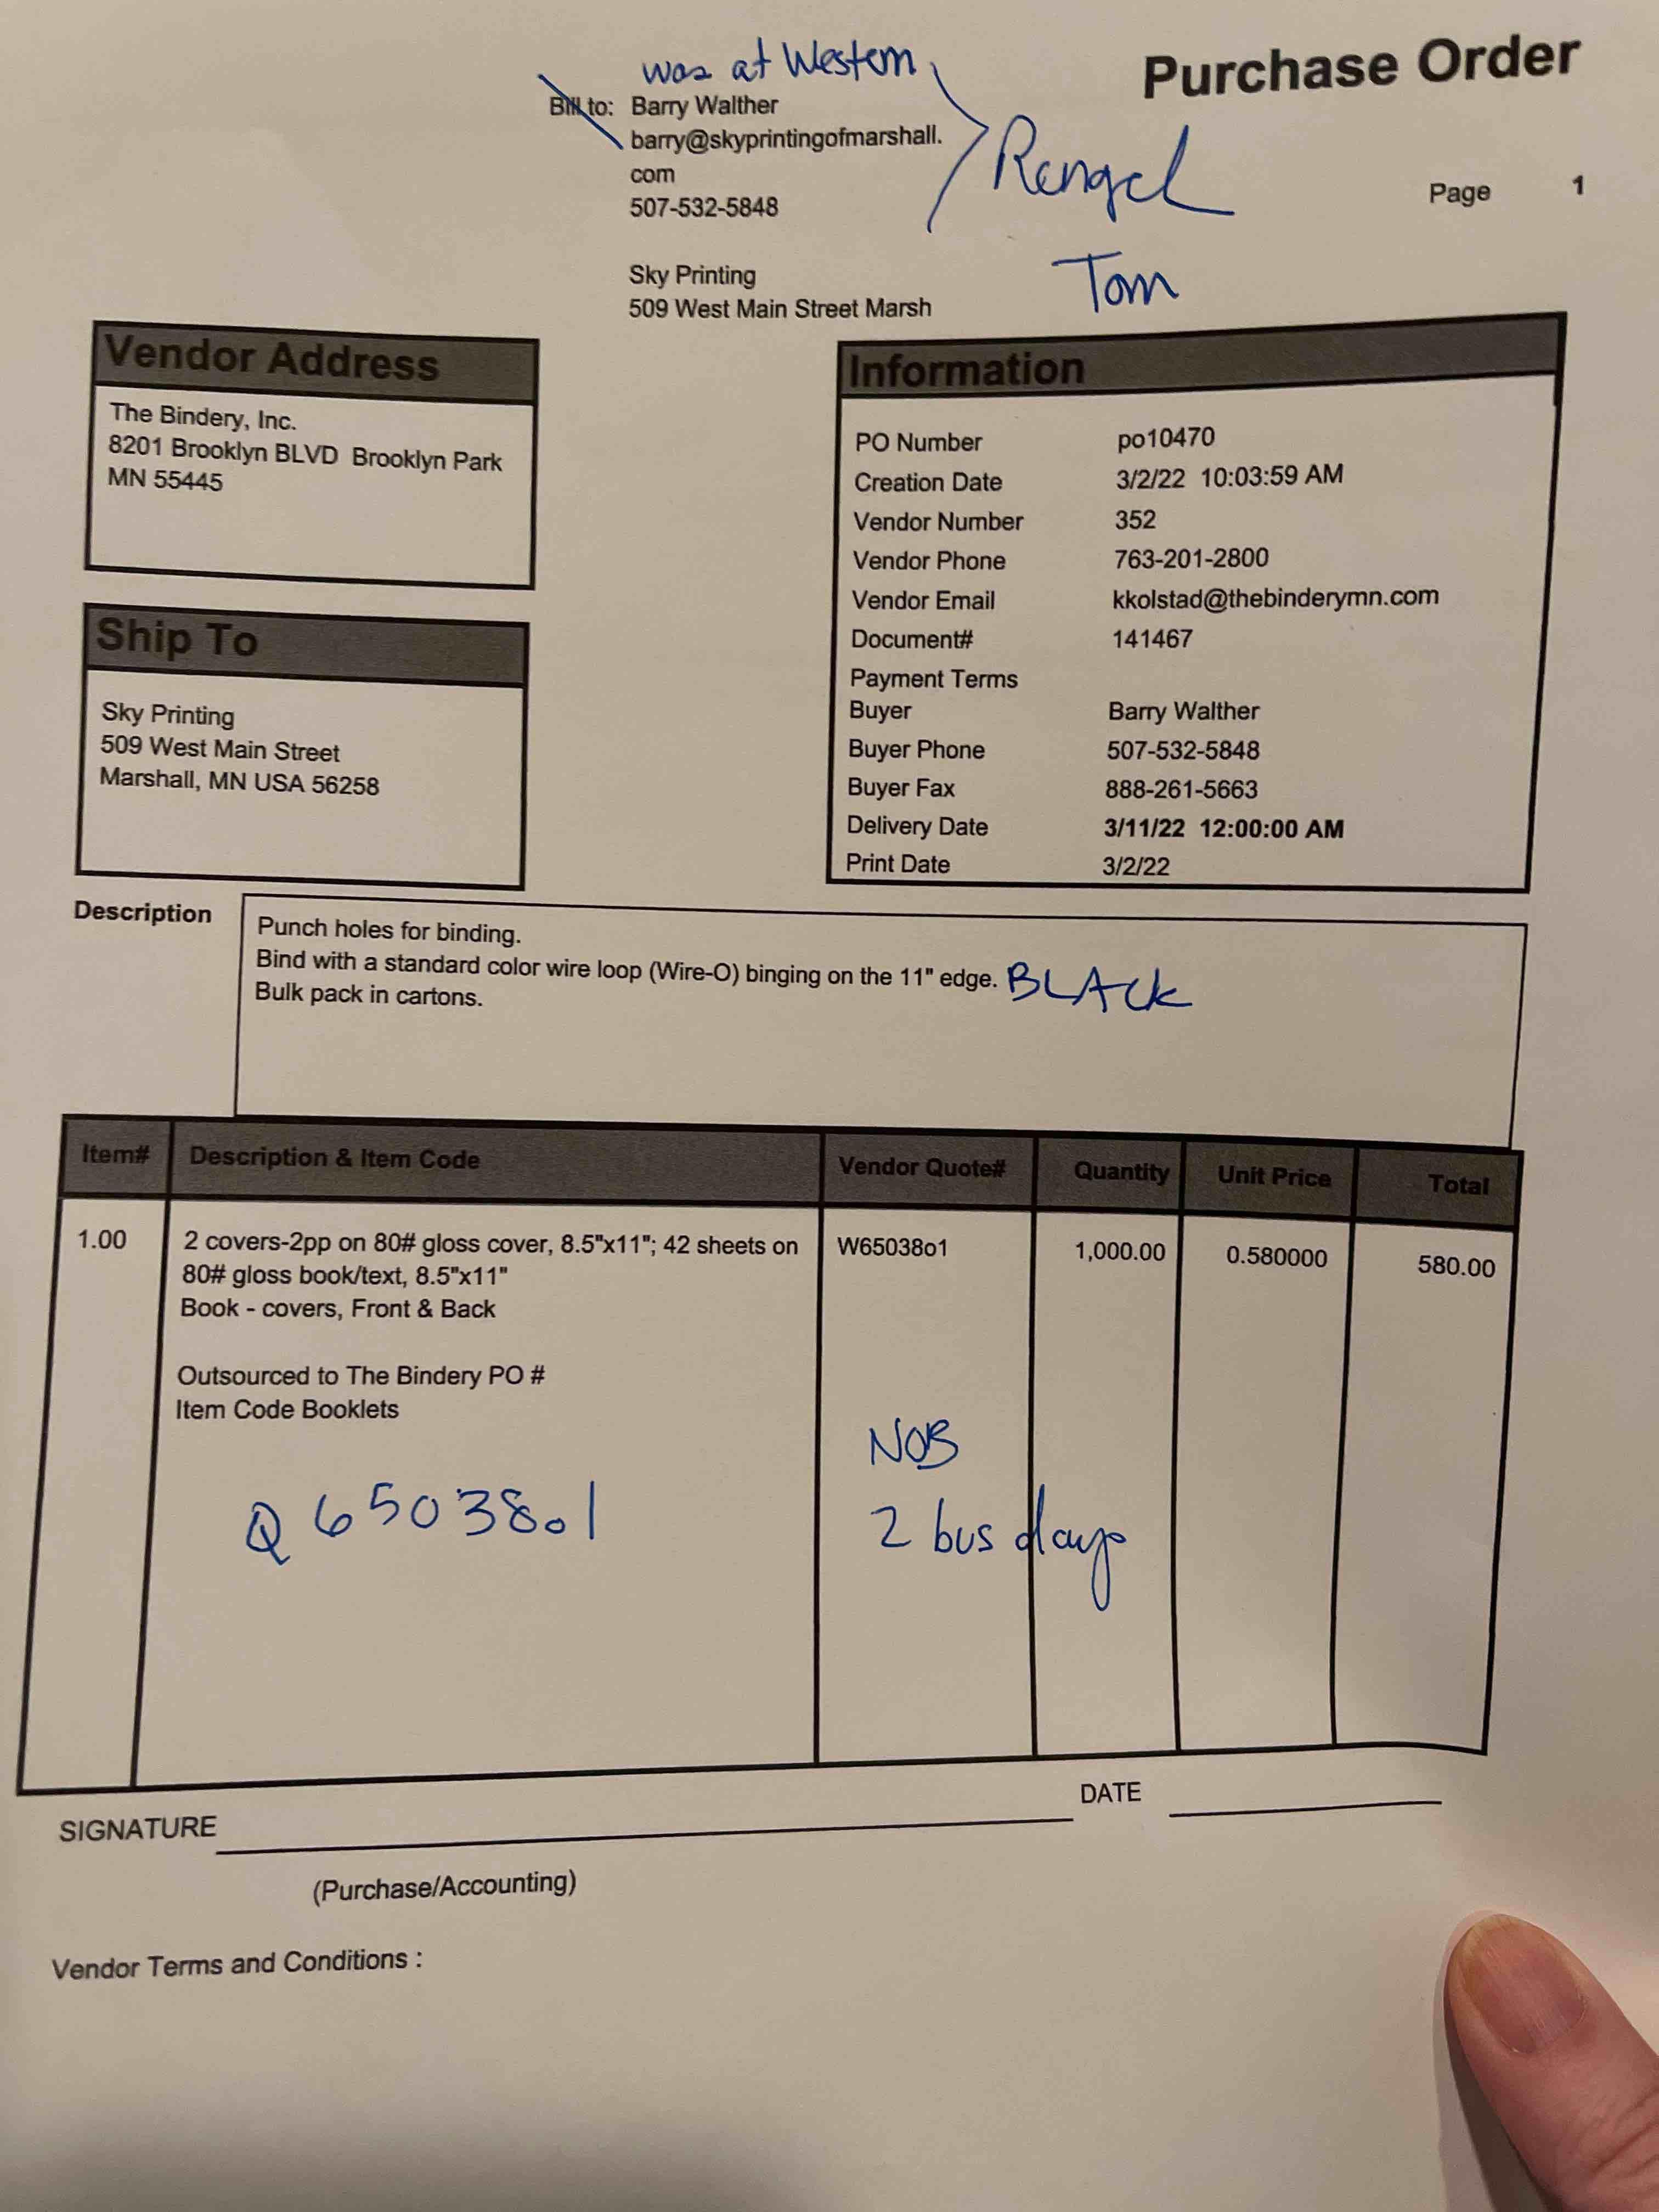 was at Western
Purchase Order
Bill to: Barry Walther
barry@skyprintingofmarshall.
com
507-532-5848
Rengel
Page 1
Tom
Sky Printing
509 West Main Street Marsh
Vendor Address
The Bindery, Inc.
8201 Brooklyn BLVD Brooklyn Park
MN 55445
Ship To
Sky Printing
509 West Main Street
Marshall, MN USA 56258
Information
PO Number po10470
Creation Date 3/2/22 10:03:59 AM
Vendor Number 352
Vendor Phone 763-201-2800
Vendor Email kkolstad@thebinderymn.com
Document# 141467
Payment Terms
Buyer Barry Walther
Buyer Phone 507-532-5848
Buyer Fax 888-261-5663
Delivery Date 3/11/22 12:00:00 AM
Print Date 3/2/22
Description
Punch holes for binding.
Bind with a standard color wire loop (Wire-O) binging on the 11" edge. BLACK
Bulk pack in cartons.
Item# Description & Item Code Vendor Quote# Quantity Unit Price Total
1.00 2 covers-2pp on 80# gloss cover, 8.5"x11"; 42 sheets on W65038o1 1,000.00 0.580000 580.00
80# gloss book/text, 8.5"x11"
Book - covers, Front & Back
Outsourced to The Bindery PO #
Item Code Booklets
NOB
Q65038o1
2 bus days
SIGNATURE DATE
(Purchase/Accounting)
Vendor Terms and Conditions :